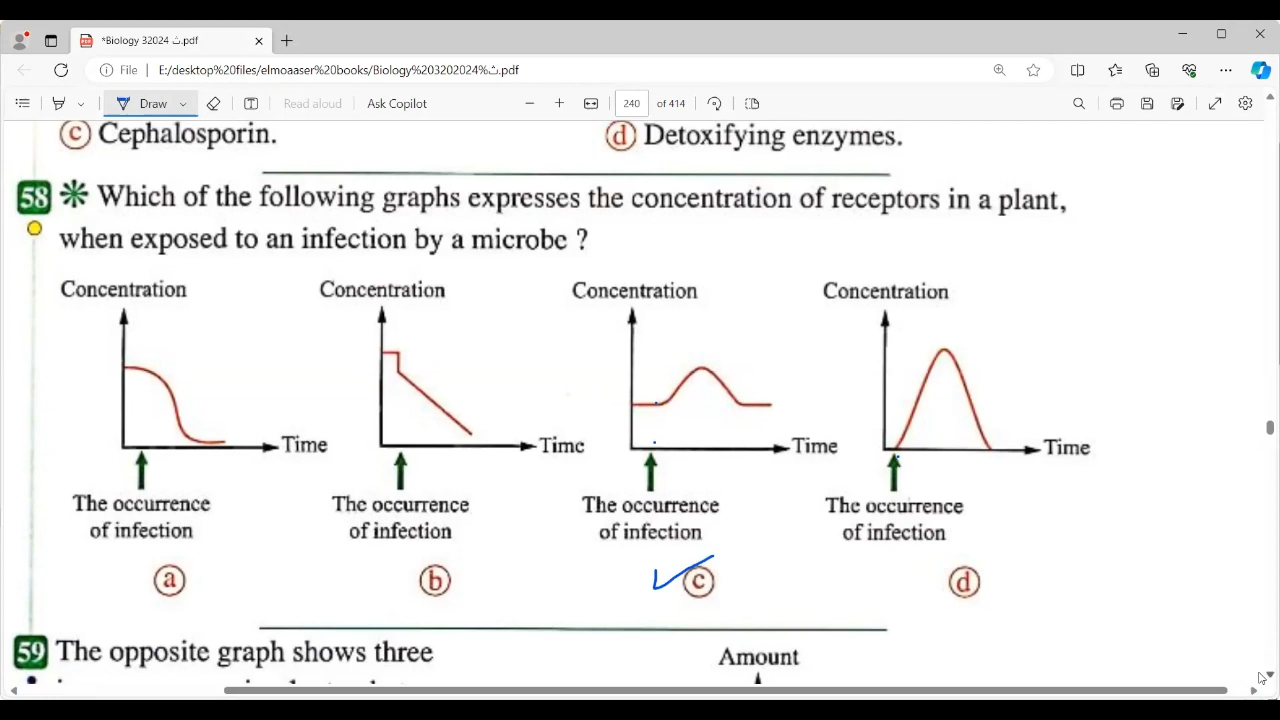 *Biology 32024 ث.pdf
File E:/desktop%20files/elmoaaser%20books/Biology%203202024%ث.pdf
Draw Read aloud Ask Copilot 240 of 414
c Cephalosporin. d Detoxifying enzymes.
58 * Which of the following graphs expresses the concentration of receptors in a plant,
when exposed to an infection by a microbe ?
Concentration Concentration Concentration Concentration
Time Time Time Time
The occurrence The occurrence The occurrence The occurrence
of infection of infection of infection of infection
a b c d
59 The opposite graph shows three
Amount